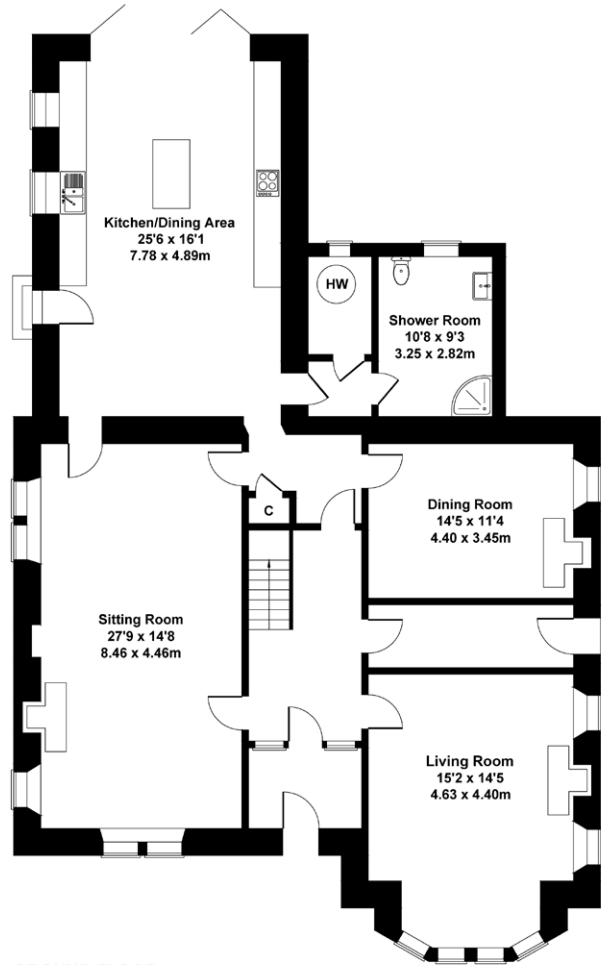 Kitchen/Dining Area
25'6 x 16'1
7.78 x 4.89m
HW
Shower Room
10'8 x 9'3
3.25 x 2.82m
C
Dining Room
14'5 x 11'4
4.40 x 3.45m
Sitting Room
27'9 x 14'8
8.46 x 4.46m
Living Room
15'2 x 14'5
4.63 x 4.40m